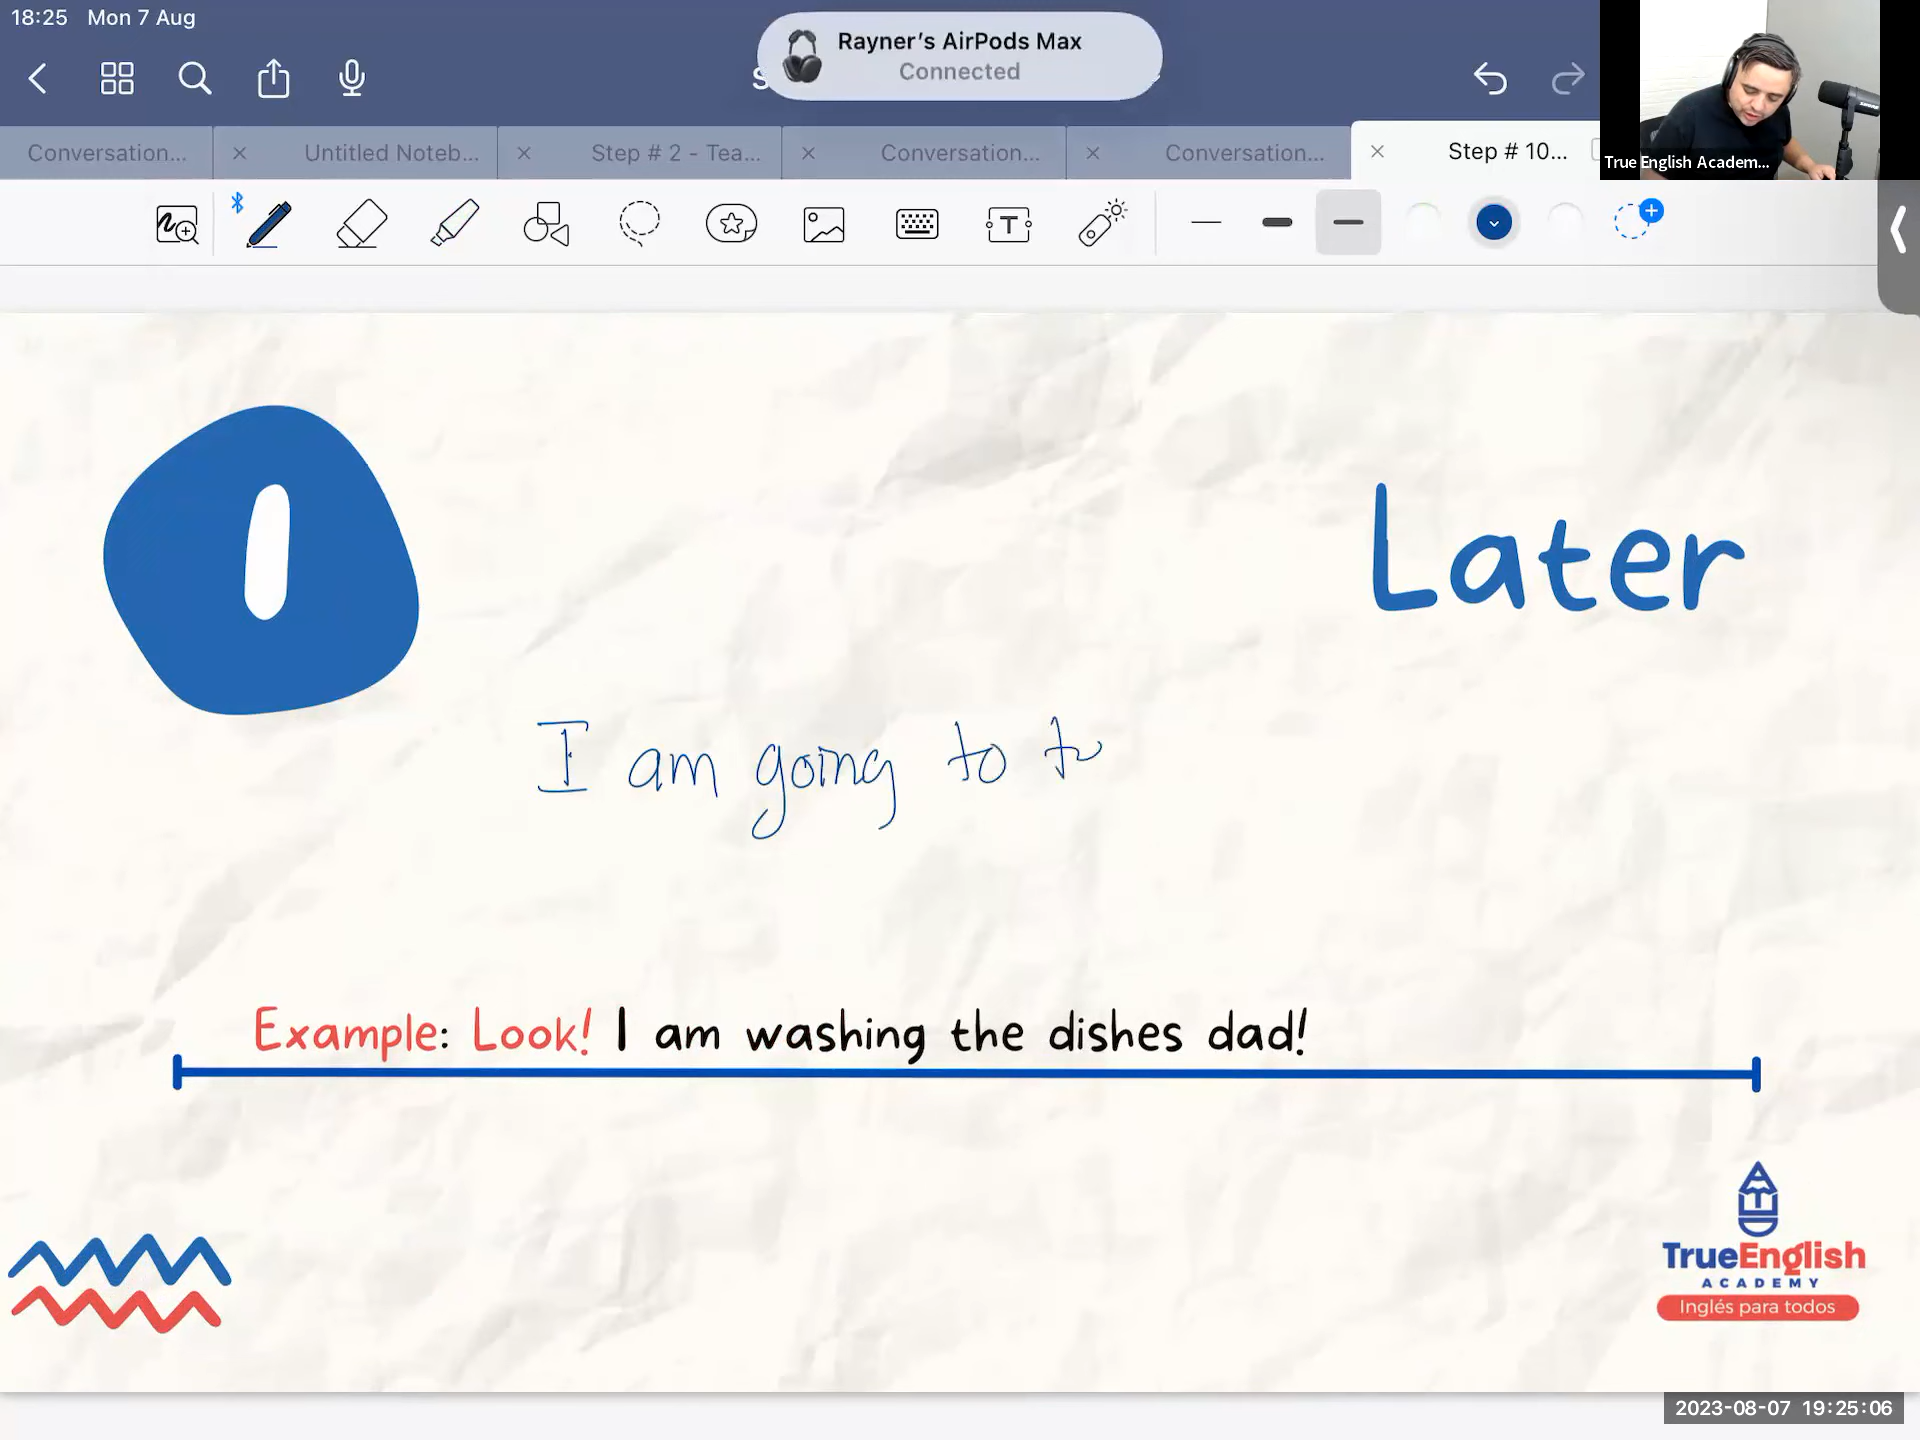 18:25 Mon 7 Aug
Rayner's AirPods Max
Connected
Conversation...
Untitled Noteb...
Step # 2 - Tea...
Conversation...
Conversation...
Step # 10...
True English Academ...
1
Later
I am going to
Example: Look! I am washing the dishes dad!
TrueEnglish
ACADEMY
Inglés para todos
2023-08-07 19:25:06